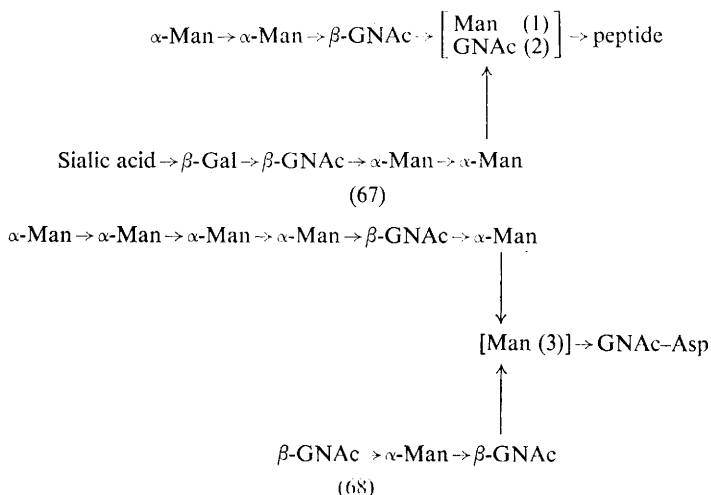 α-Man→α-Man→β-GNAc→[Man (1) GNAc (2)]→peptide
Sialic acid→β-Gal→β-GNAc→α-Man→α-Man
(67)
α-Man→α-Man→α-Man→α-Man→β-GNAc→α-Man
[Man (3)]→GNAc–Asp
β-GNAc→α-Man→β-GNAc
(68)